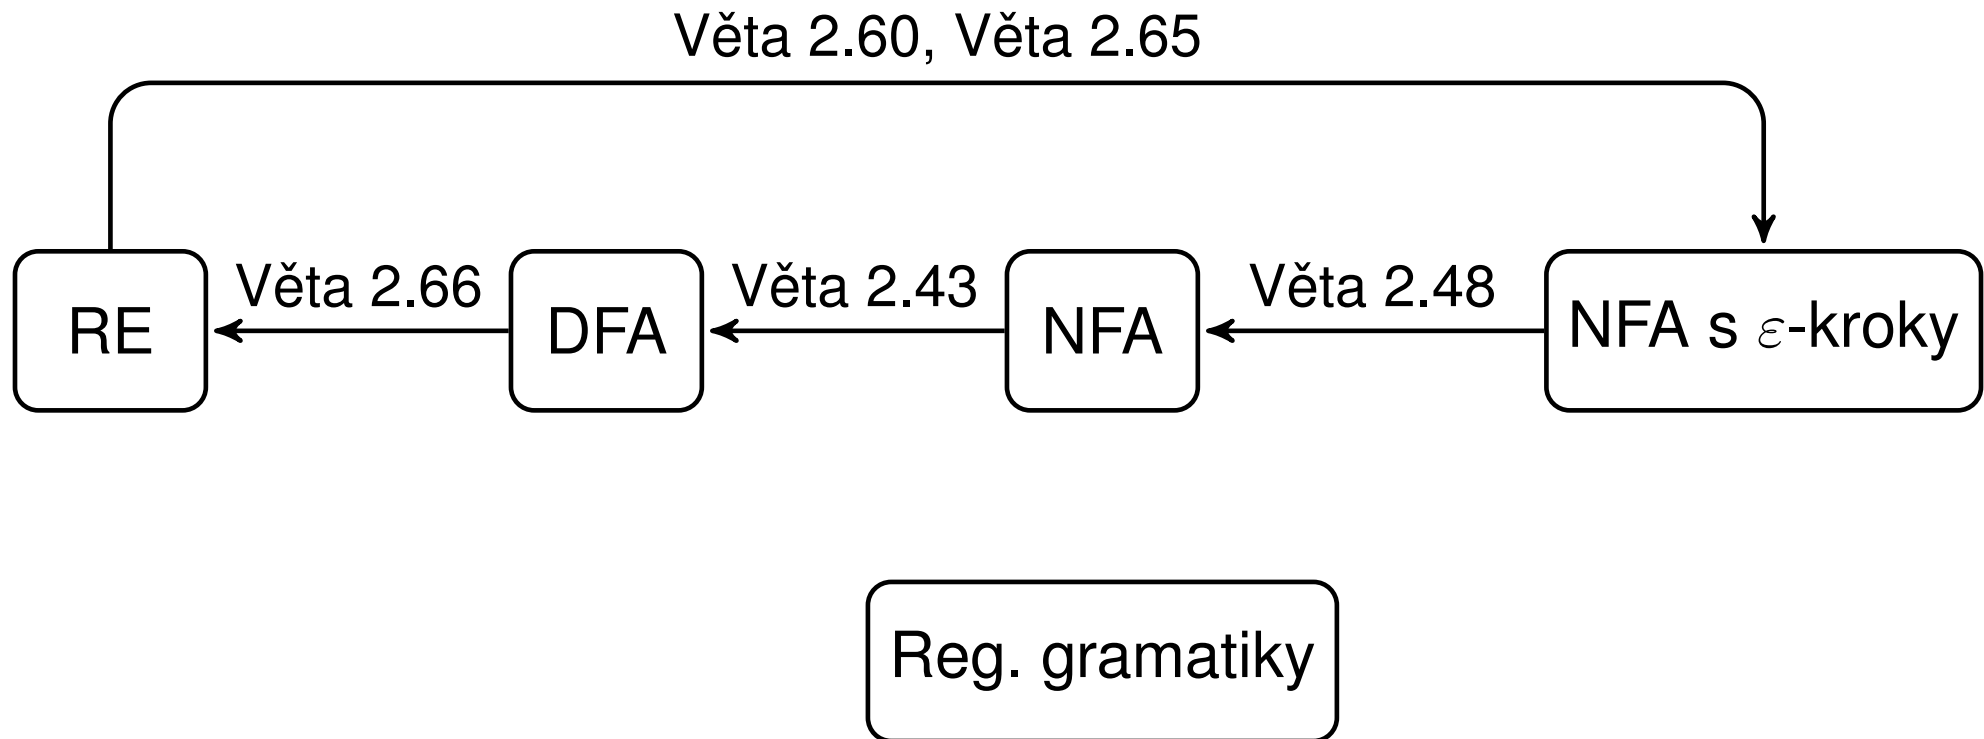 Věta 2.60, Věta 2.65
Věta 2.66
Věta 2.43
Věta 2.48
RE
DFA
NFA
NFA s ε-kroky
Reg. gramatiky